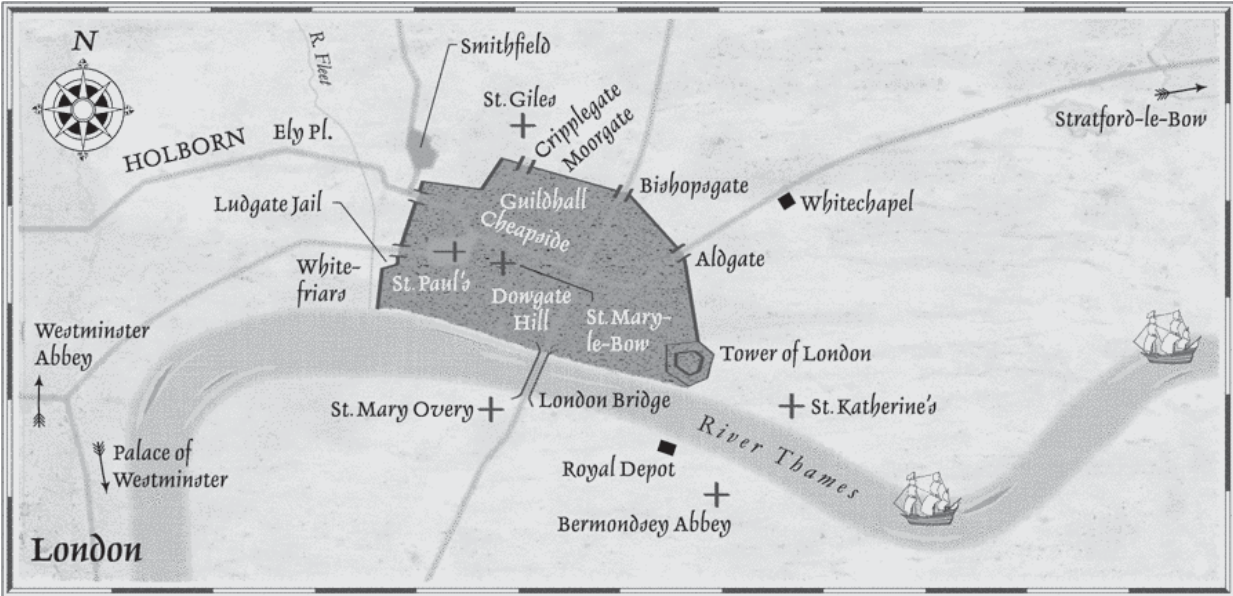 N
R. Fleet
Smithfield
St. Giles
Cripplegate
Moorgate
Stratford-le-Bow
Ely Pl.
HOLBORN
Bishopsgate
Guildhall
Cheapside
Whitechapel
Ludgate Jail
Aldgate
White-
friars
St. Paul's
Dowgate
Hill
St. Mary-
le-Bow
Westminster
Abbey
Tower of London
London Bridge
St. Mary Overy
St. Katherine's
River Thames
Palace of
Westminster
Royal Depot
Bermondsey Abbey
London